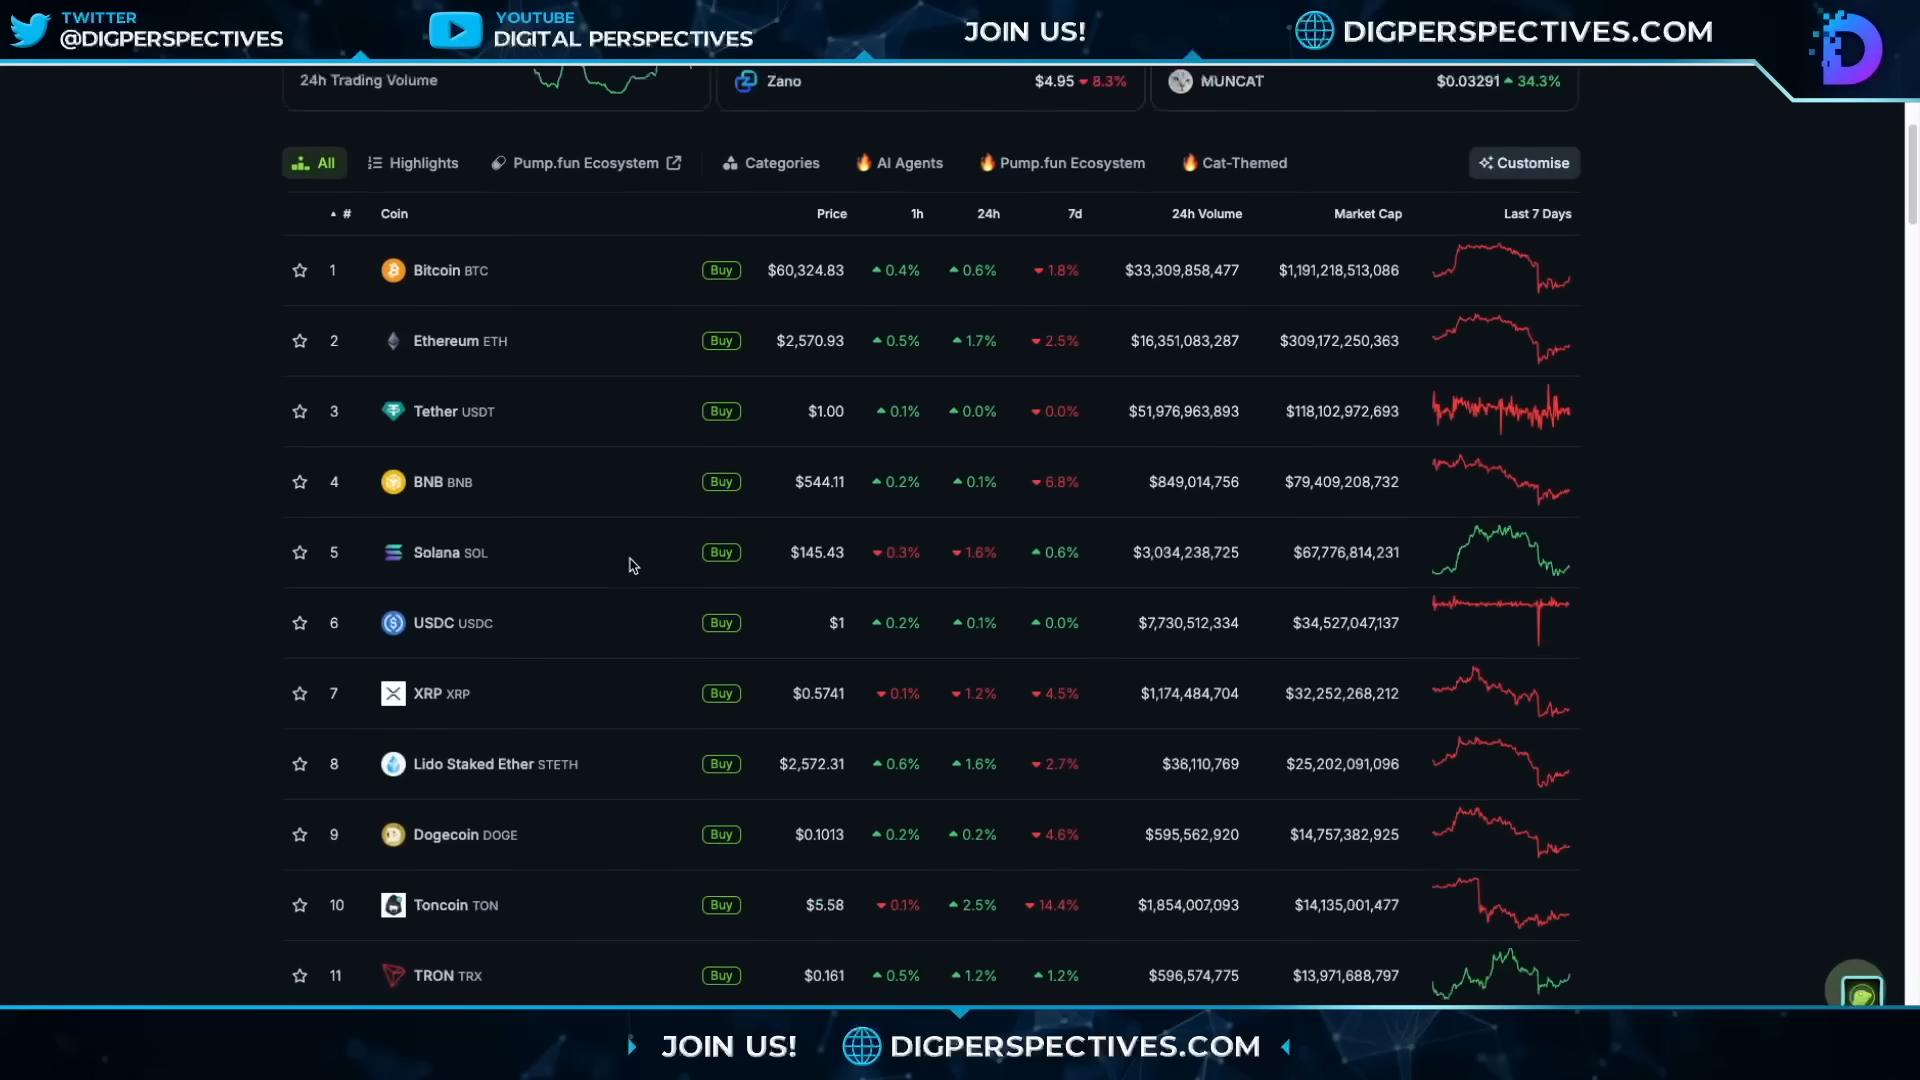 TWITTER
@DIGPERSPECTIVES
YOUTUBE
DIGITAL PERSPECTIVES
JOIN US!
DIGPERSPECTIVES.COM
24h Trading Volume
Zano $4.95 8.3%
MUNCAT $0.03291 34.3%
All Highlights Pump.fun Ecosystem Categories AI Agents Pump.fun Ecosystem Cat-Themed Customise
# Coin Price 1h 24h 7d 24h Volume Market Cap Last 7 Days
1 Bitcoin BTC Buy $60,324.83 0.4% 0.6% 1.8% $33,309,858,477 $1,191,218,513,086
2 Ethereum ETH Buy $2,570.93 0.5% 1.7% 2.5% $16,351,083,287 $309,172,250,363
3 Tether USDT Buy $1.00 0.1% 0.0% 0.0% $51,976,963,893 $118,102,972,693
4 BNB BNB Buy $544.11 0.2% 0.1% 6.8% $849,014,756 $79,409,208,732
5 Solana SOL Buy $145.43 0.3% 1.6% 0.6% $3,034,238,725 $67,776,814,231
6 USDC USDC Buy $1 0.2% 0.1% 0.0% $7,730,512,334 $34,527,047,137
7 XRP XRP Buy $0.5741 0.1% 1.2% 4.5% $1,174,484,704 $32,252,268,212
8 Lido Staked Ether STETH Buy $2,572.31 0.6% 1.6% 2.7% $36,110,769 $25,202,091,096
9 Dogecoin DOGE Buy $0.1013 0.2% 0.2% 4.6% $595,562,920 $14,757,382,925
10 Toncoin TON Buy $5.58 0.1% 2.5% 14.4% $1,854,007,093 $14,135,001,477
11 TRON TRX Buy $0.161 0.5% 1.2% 1.2% $596,574,775 $13,971,688,797
JOIN US! DIGPERSPECTIVES.COM